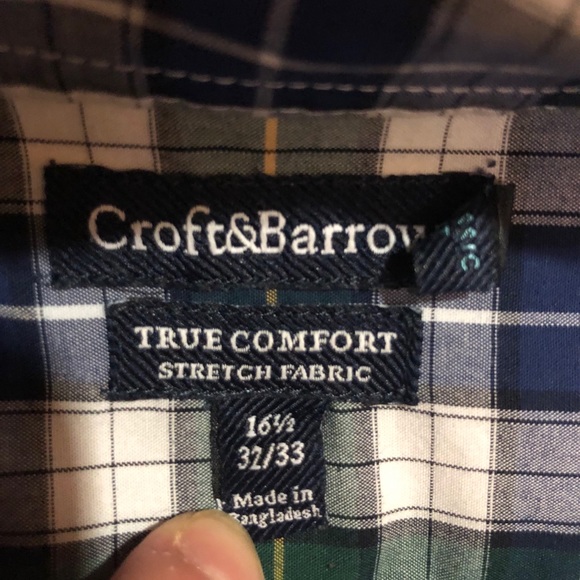 Croft&Barrow
TRUE COMFORT
STRETCH FABRIC
16½
32/33
Made in
Bangladesh